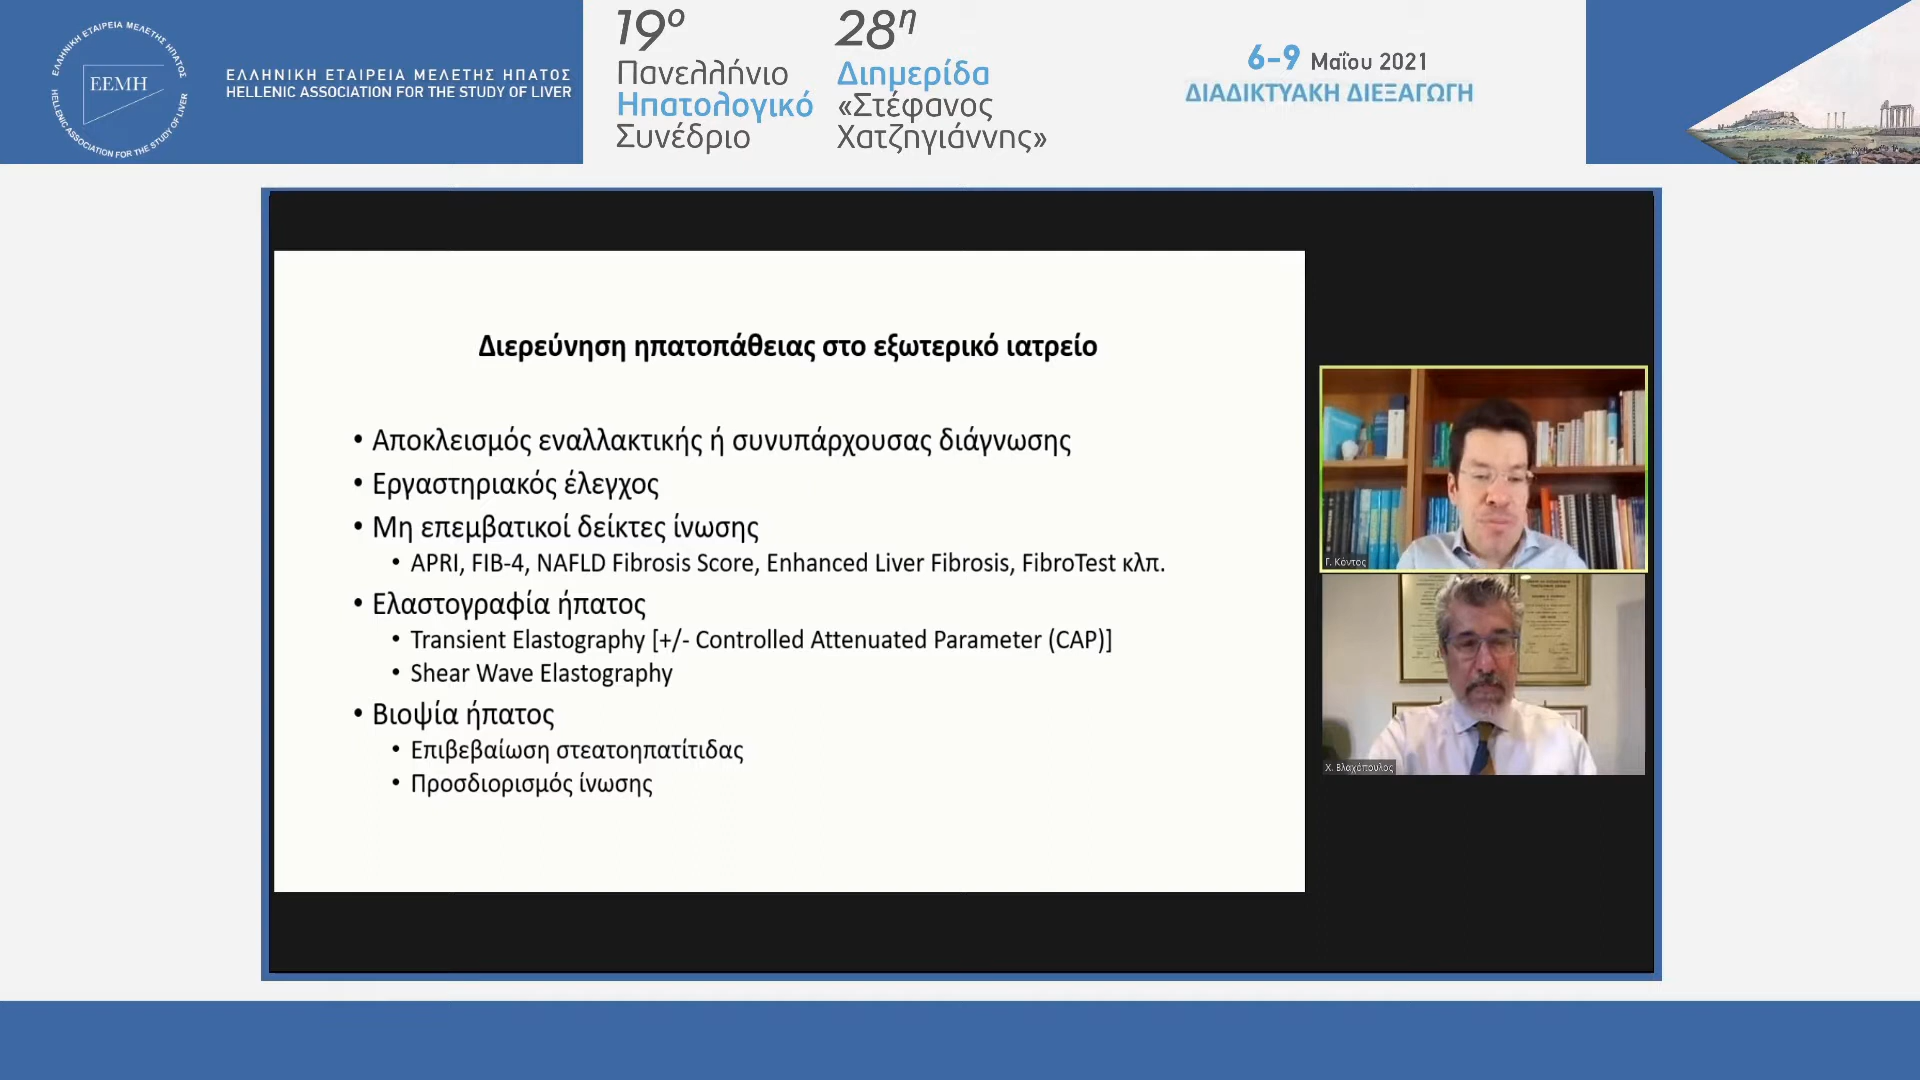 ΕΛΛΗΝΙΚΗ ΕΤΑΙΡΕΙΑ ΜΕΛΕΤΗΣ ΗΠΑΤΟΣ
ΕΕΜΗ
HELLENIC ASSOCIATION FOR THE STUDY OF LIVER
ΕΛΛΗΝΙΚΗ ΕΤΑΙΡΕΙΑ ΜΕΛΕΤΗΣ ΗΠΑΤΟΣ
HELLENIC ASSOCIATION FOR THE STUDY OF LIVER
19ο
Πανελλήνιο
Ηπατολογικό
Συνέδριο
28η
Διημερίδα
«Στέφανος
Χατζηγιάννης»
6-9 Μαΐου 2021
ΔΙΑΔΙΚΤΥΑΚΗ ΔΙΕΞΑΓΩΓΗ
Διερεύνηση ηπατοπάθειας στο εξωτερικό ιατρείο
• Αποκλεισμός εναλλακτικής ή συνυπάρχουσας διάγνωσης
• Εργαστηριακός έλεγχος
• Μη επεμβατικοί δείκτες ίνωσης
• APRI, FIB-4, NAFLD Fibrosis Score, Enhanced Liver Fibrosis, FibroTest κλπ.
• Ελαστογραφία ήπατος
• Transient Elastography [+/- Controlled Attenuated Parameter (CAP)]
• Shear Wave Elastography
• Βιοψία ήπατος
• Επιβεβαίωση στεατοηπατίτιδας
• Προσδιορισμός ίνωσης
Γ. Κόντος
Χ. Βλαχόπουλος